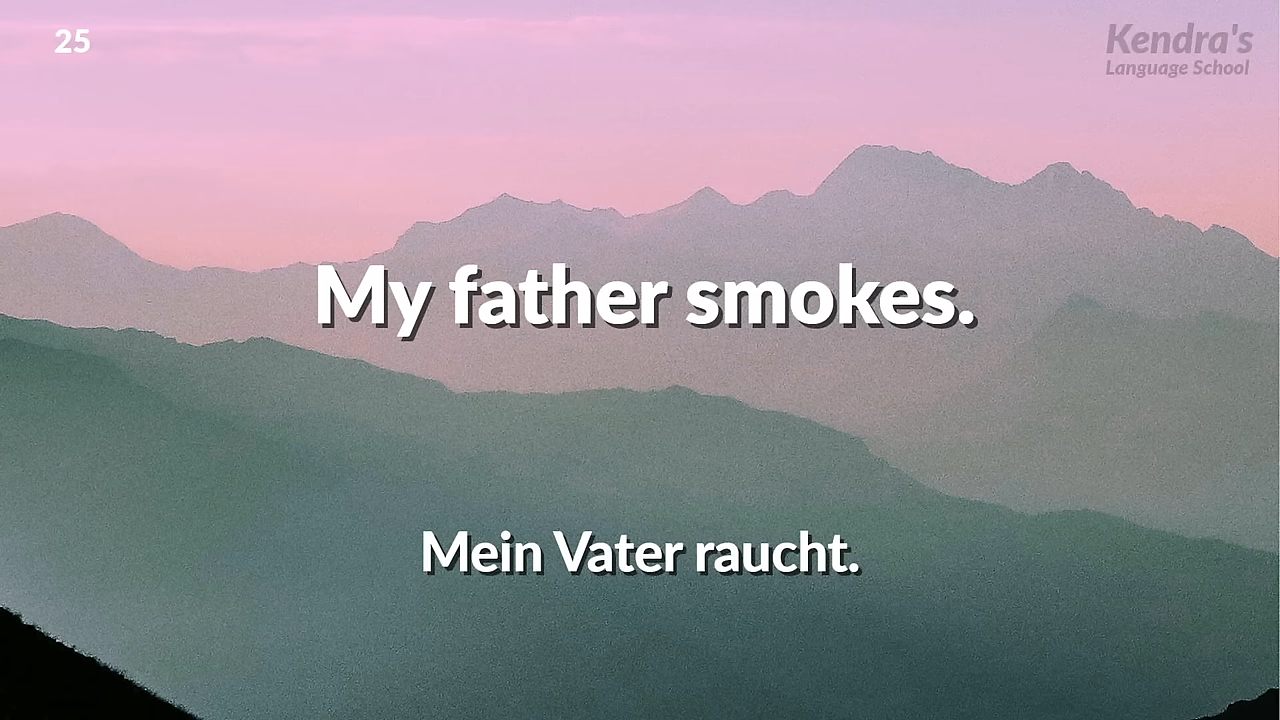 25
Kendra's
Language School
My father smokes.
Mein Vater raucht.